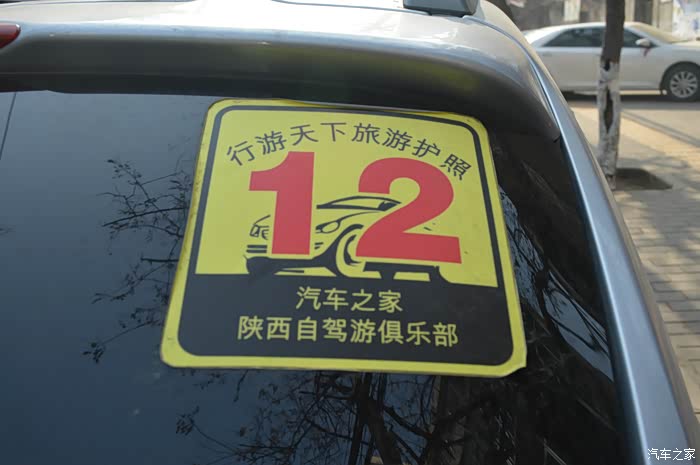 行游天下旅游护照
12
汽车之家
陕西自驾游俱乐部
汽车之家